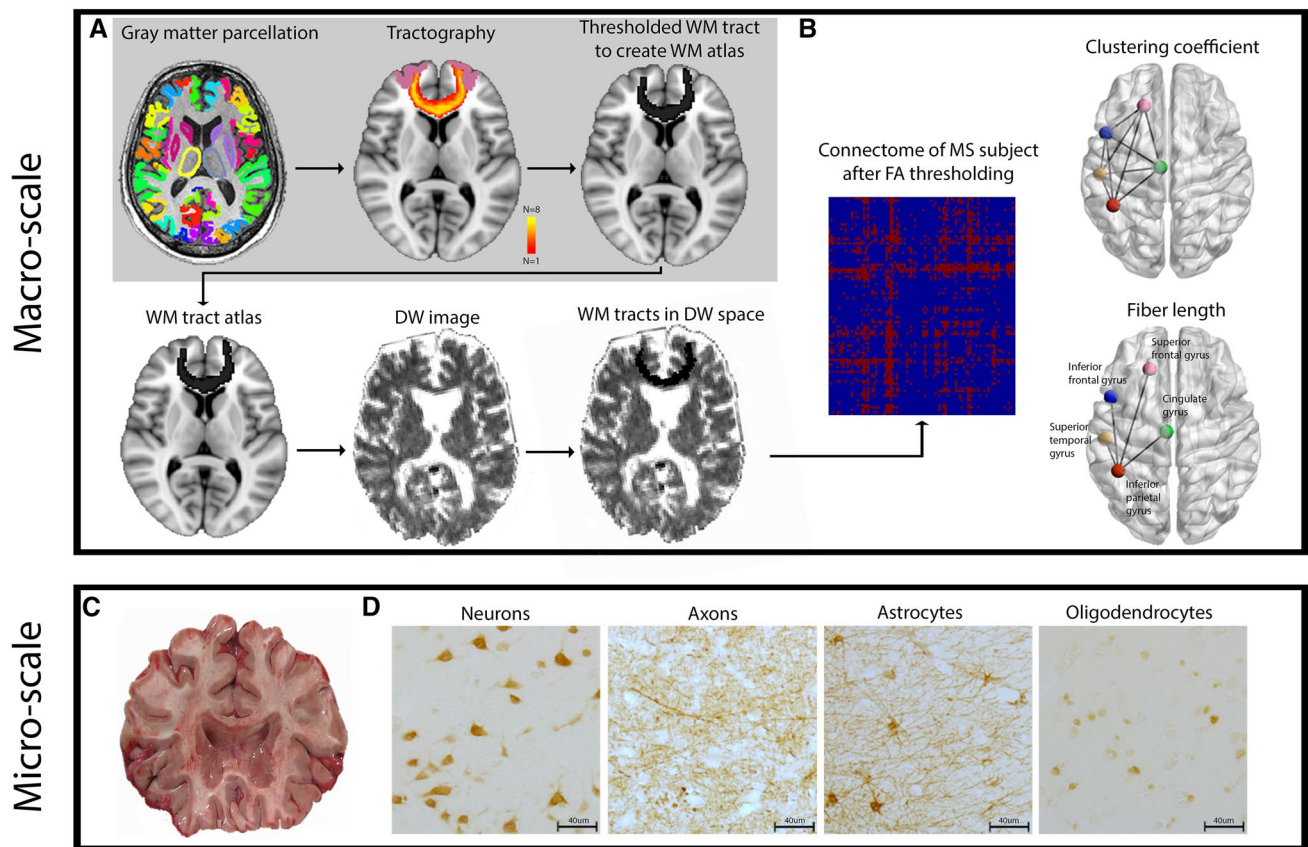 Macro-scale
A
Gray matter parcellation
Tractography
Thresholded WM tract
to create WM atlas
N=8
N=1
WM tract atlas
DW image
WM tracts in DW space
B
Connectome of MS subject
after FA thresholding
Clustering coefficient
Fiber length
Superior
frontal gyrus
Inferior
frontal gyrus
Cingulate
gyrus
Superior
temporal
gyrus
Inferior
parietal
gyrus
Micro-scale
C
D
Neurons
Axons
Astrocytes
Oligodendrocytes
40um
40um
40um
40um